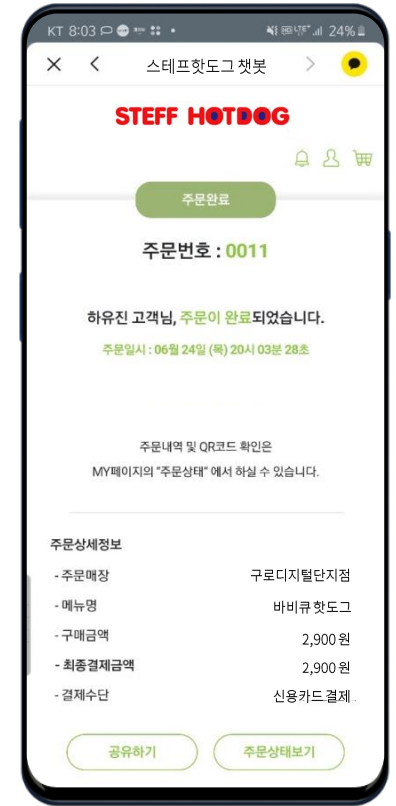 KT 8:03 24%
스테프핫도그 챗봇
STEFF HOTDOG
주문완료
주문번호 : 0011
하유진 고객님, 주문이 완료되었습니다.
주문일시 : 06월 24일 (목) 20시 03분 28초
주문내역 및 QR코드 확인은
MY페이지의 "주문상태" 에서 하실 수 있습니다.
주문상세정보
- 주문매장 구로디지털단지점
- 메뉴명 바비큐 핫도그
- 구매금액 2,900 원
- 최종결제금액 2,900 원
- 결제수단 신용카드결제
공유하기 주문상태보기